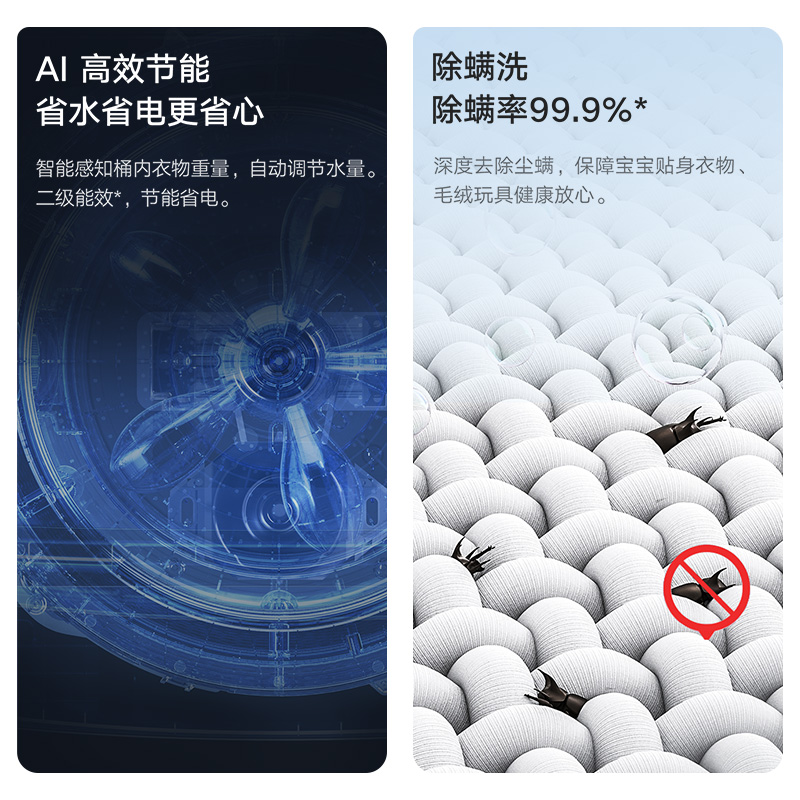 AI 高效节能
省水省电更省心
智能感知桶内衣物重量，自动调节水量。
二级能效*，节能省电。
除螨洗
除螨率99.9%*
深度去除尘螨，保障宝宝贴身衣物、
毛绒玩具健康放心。